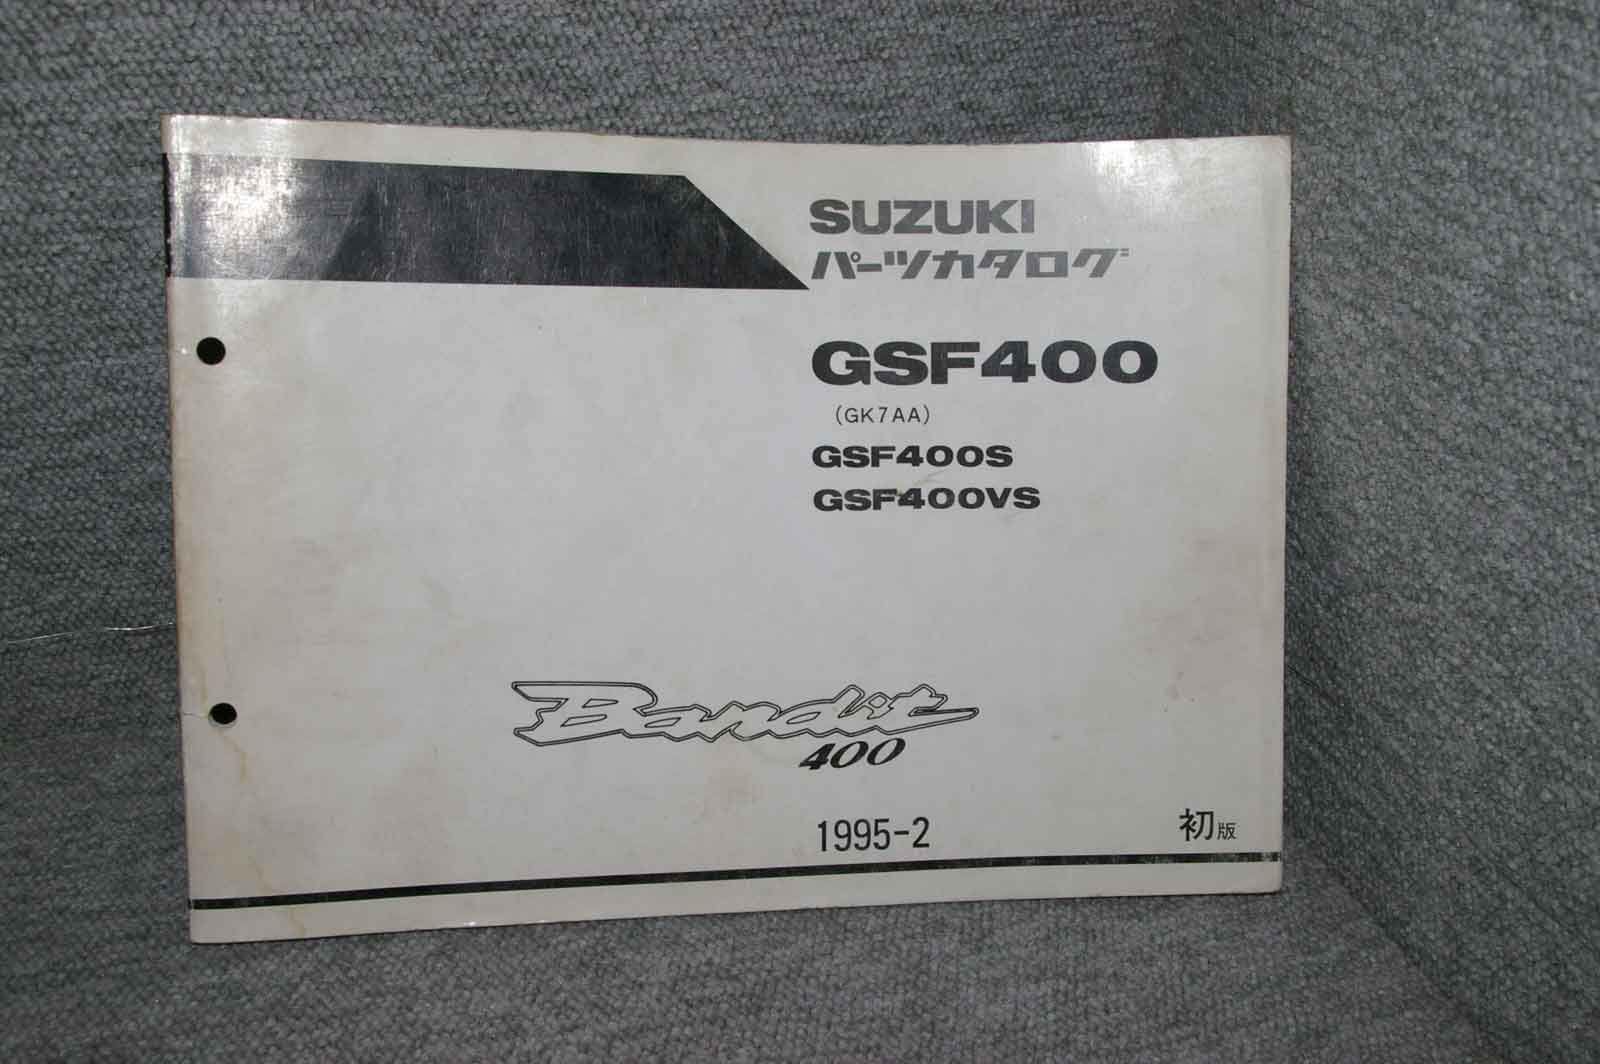 SUZUKI
パーツカタログ
GSF400
(GK7AA)
GSF400S
GSF400VS
Bandit
400
1995-2
初版